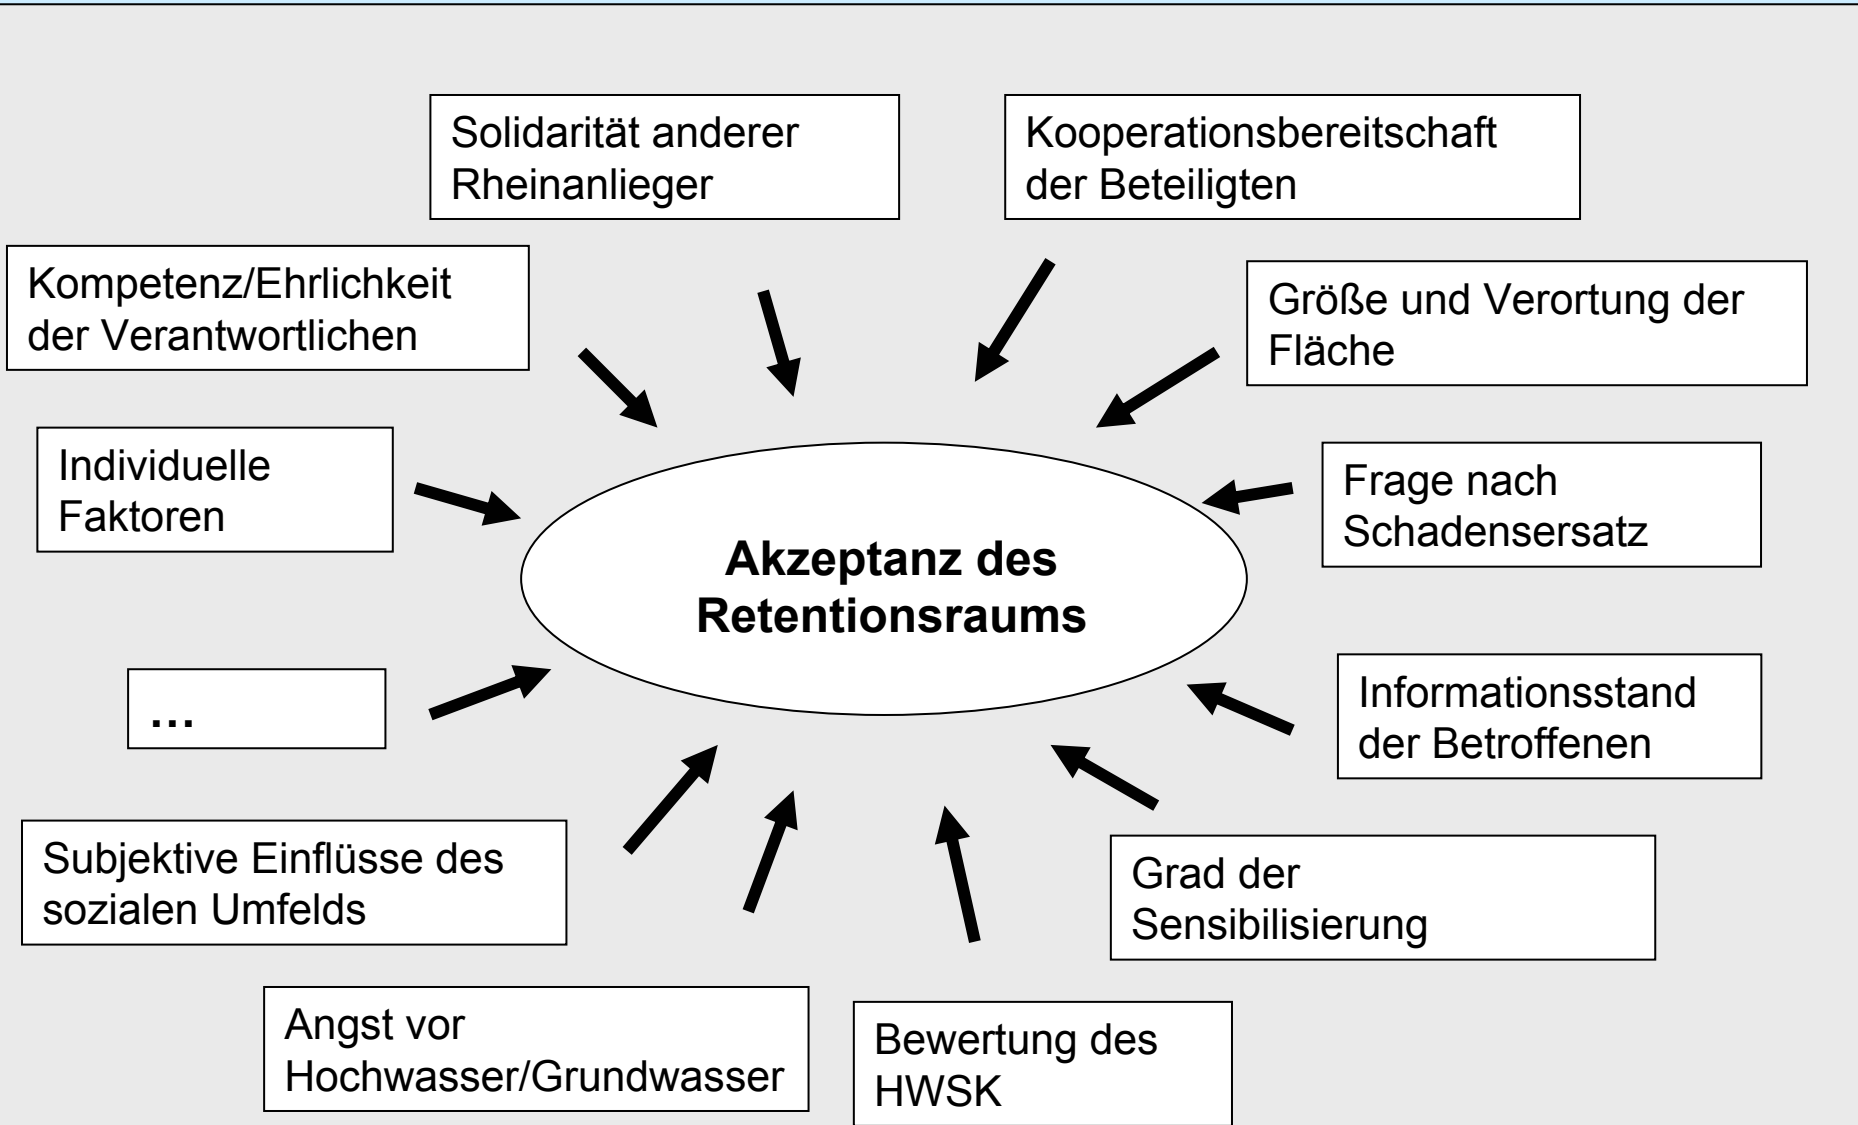 Solidarität anderer
Rheinanlieger
Kooperationsbereitschaft
der Beteiligten
Kompetenz/Ehrlichkeit
der Verantwortlichen
Größe und Verortung der
Fläche
Individuelle
Faktoren
Frage nach
Schadensersatz
Akzeptanz des
Retentionsraums
...
Informationsstand
der Betroffenen
Subjektive Einflüsse des
sozialen Umfelds
Grad der
Sensibilisierung
Angst vor
Hochwasser/Grundwasser
Bewertung des
HWSK